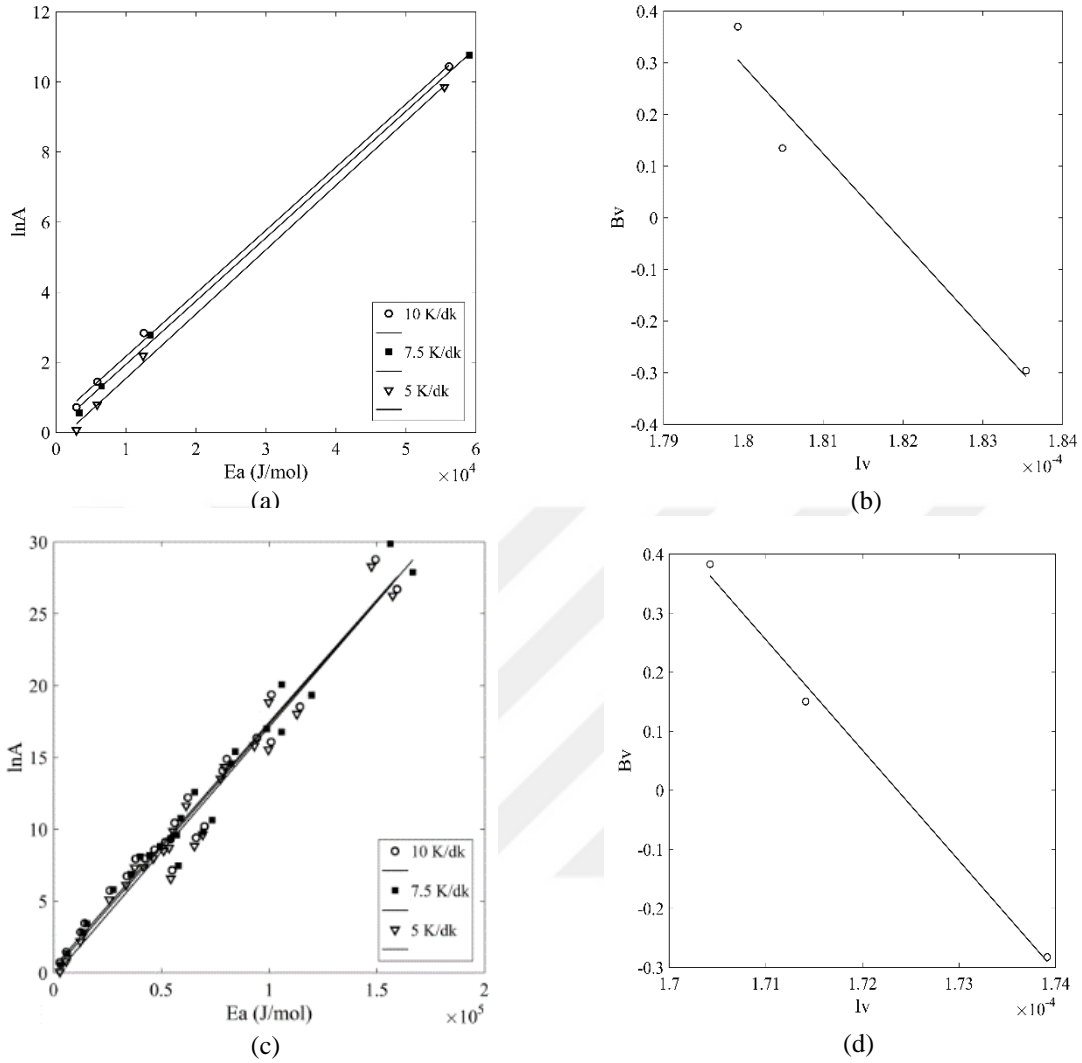 12
10
8
6
4
2
0
lnA
10 K/dk
7.5 K/dk
5 K/dk
0 1 2 3 4 5 6
Ea (J/mol)
×10⁴
(a)
0.4
0.3
0.2
0.1
0
-0.1
-0.2
-0.3
-0.4
Bv
1.79 1.8 1.81 1.82 1.83 1.84
Iv
×10⁻⁴
(b)
30
25
20
15
10
5
0
lnA
10 K/dk
7.5 K/dk
5 K/dk
0 0.5 1 1.5 2
Ea (J/mol)
×10⁵
(c)
0.4
0.3
0.2
0.1
0
-0.1
-0.2
-0.3
Bv
1.7 1.71 1.72 1.73 1.74
Iv
×10⁻⁴
(d)